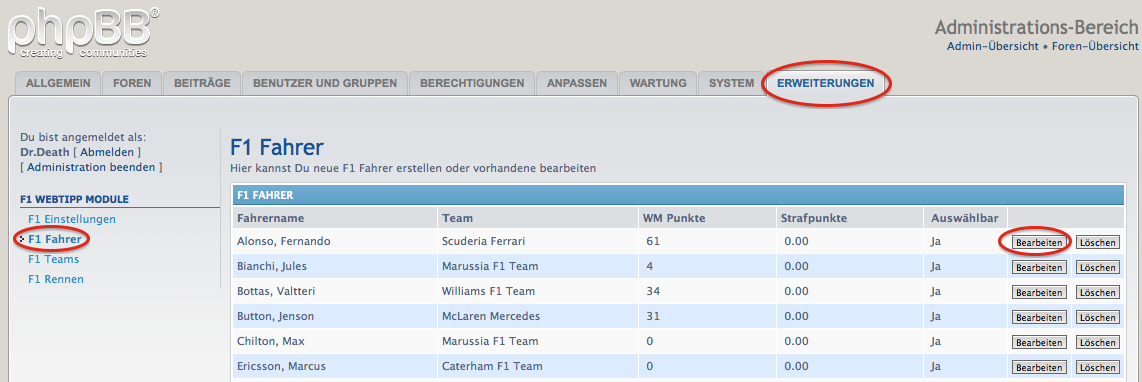 phpBB®
creating communities
Administrations-Bereich
Admin-Übersicht • Foren-Übersicht
ALLGEMEIN FOREN BEITRÄGE BENUTZER UND GRUPPEN BERECHTIGUNGEN ANPASSEN WARTUNG SYSTEM ERWEITERUNGEN
Du bist angemeldet als:
Dr.Death [ Abmelden ]
[ Administration beenden ]
F1 WEBTIPP MODULE
F1 Einstellungen
F1 Fahrer
F1 Teams
F1 Rennen
F1 Fahrer
Hier kannst Du neue F1 Fahrer erstellen oder vorhandene bearbeiten
F1 FAHRER
Fahrername Team WM Punkte Strafpunkte Auswählbar
Alonso, Fernando Scuderia Ferrari 61 0.00 Ja Bearbeiten Löschen
Bianchi, Jules Marussia F1 Team 4 0.00 Ja Bearbeiten Löschen
Bottas, Valtteri Williams F1 Team 34 0.00 Ja Bearbeiten Löschen
Button, Jenson McLaren Mercedes 31 0.00 Ja Bearbeiten Löschen
Chilton, Max Marussia F1 Team 0 0.00 Ja Bearbeiten Löschen
Ericsson, Marcus Caterham F1 Team 0 0.00 Ja Bearbeiten Löschen